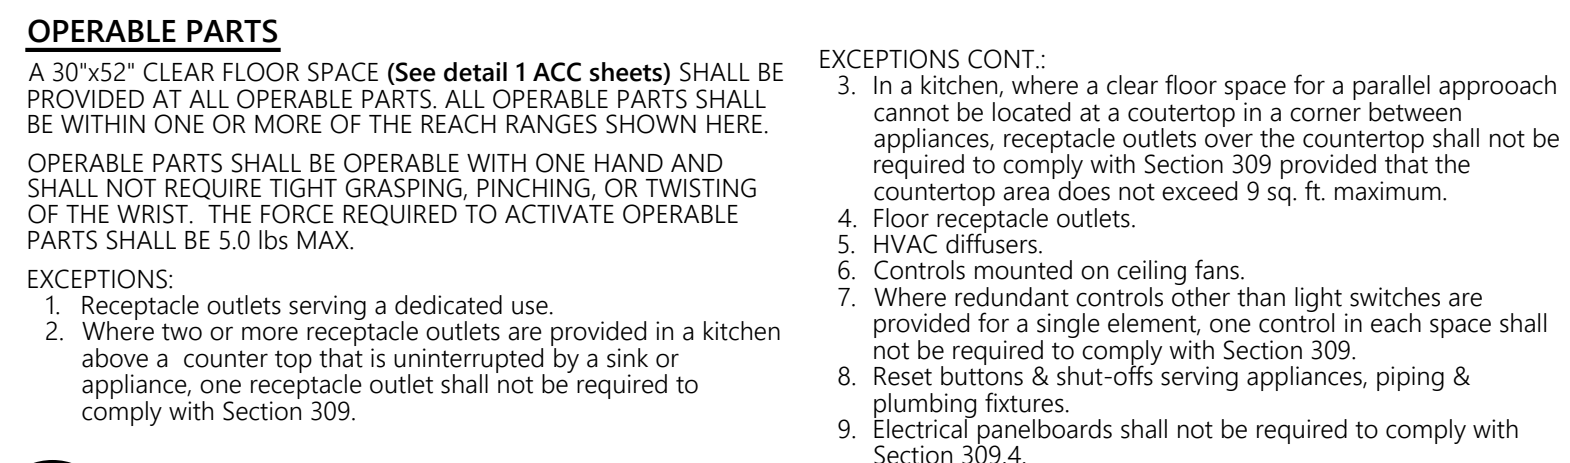 OPERABLE PARTS
A 30"x52" CLEAR FLOOR SPACE (See detail 1 ACC sheets) SHALL BE
PROVIDED AT ALL OPERABLE PARTS. ALL OPERABLE PARTS SHALL
BE WITHIN ONE OR MORE OF THE REACH RANGES SHOWN HERE.
OPERABLE PARTS SHALL BE OPERABLE WITH ONE HAND AND
SHALL NOT REQUIRE TIGHT GRASPING, PINCHING, OR TWISTING
OF THE WRIST.  THE FORCE REQUIRED TO ACTIVATE OPERABLE
PARTS SHALL BE 5.0 lbs MAX.
EXCEPTIONS:
1. Receptacle outlets serving a dedicated use.
2. Where two or more receptacle outlets are provided in a kitchen
above a  counter top that is uninterrupted by a sink or
appliance, one receptacle outlet shall not be required to
comply with Section 309.
EXCEPTIONS CONT.:
3. In a kitchen, where a clear floor space for a parallel approoach
cannot be located at a coutertop in a corner between
appliances, receptacle outlets over the countertop shall not be
required to comply with Section 309 provided that the
countertop area does not exceed 9 sq. ft. maximum.
4. Floor receptacle outlets.
5. HVAC diffusers.
6. Controls mounted on ceiling fans.
7. Where redundant controls other than light switches are
provided for a single element, one control in each space shall
not be required to comply with Section 309.
8. Reset buttons & shut-offs serving appliances, piping &
plumbing fixtures.
9. Electrical panelboards shall not be required to comply with
Section 309.4.